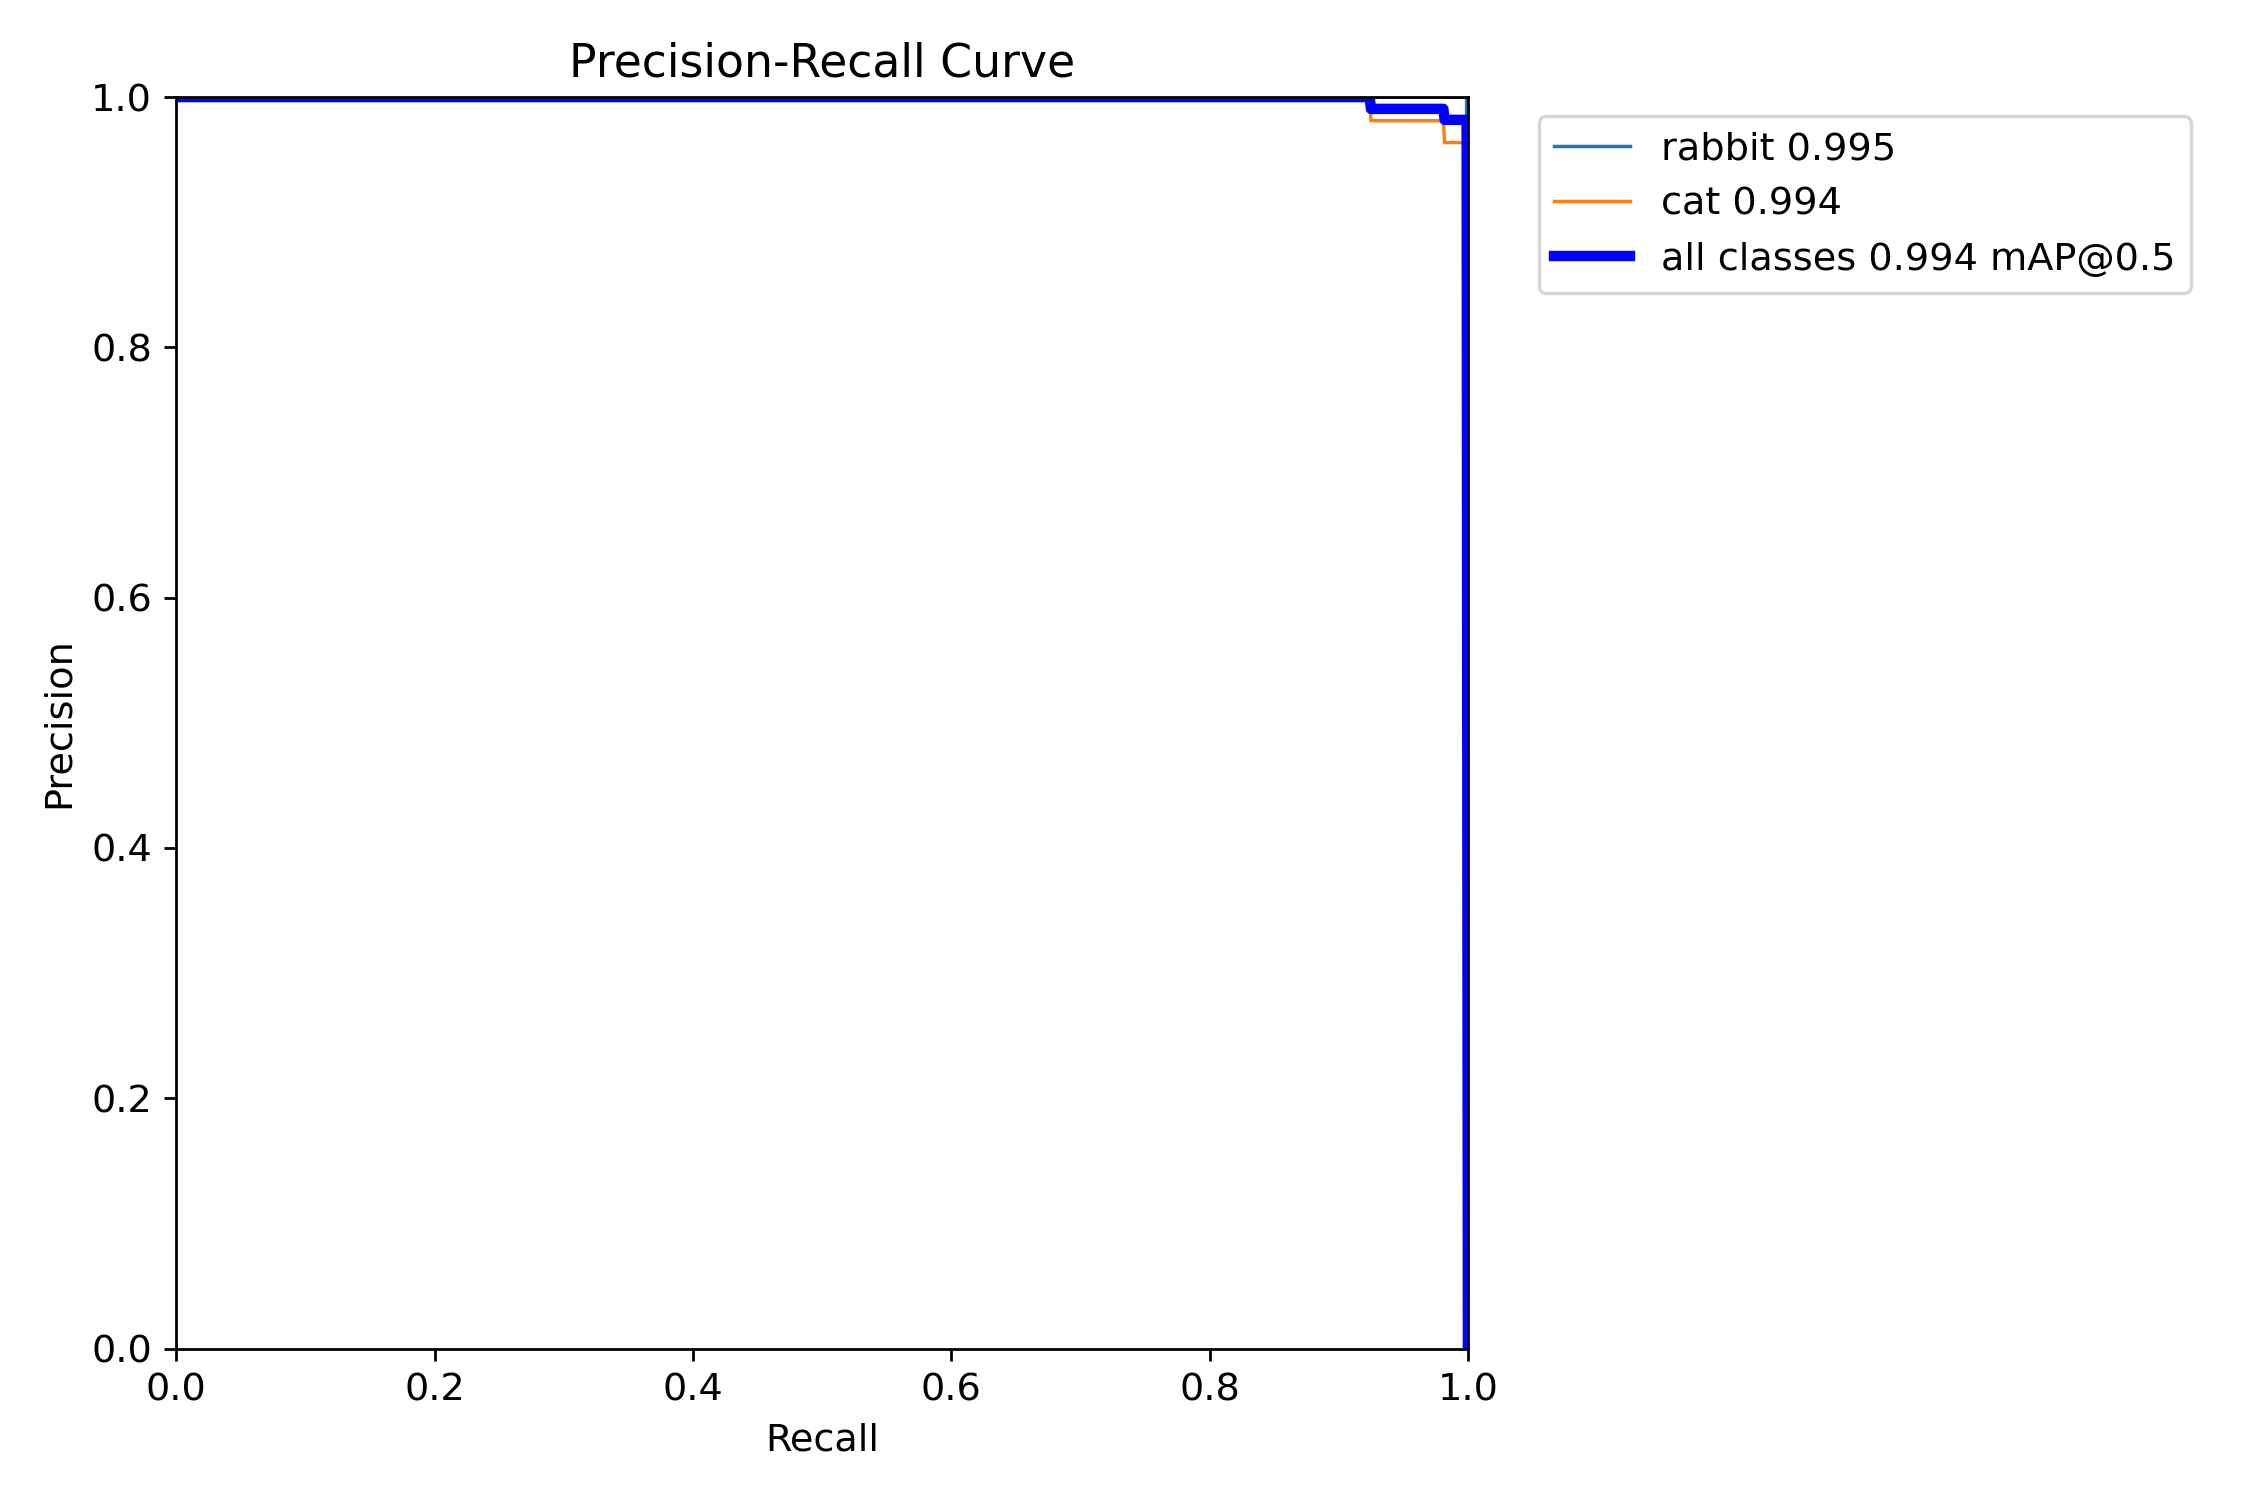 Precision-Recall Curve
1.0
0.8
0.6
0.4
0.2
0.0
Precision
0.0 0.2 0.4 0.6 0.8 1.0
Recall
rabbit 0.995
cat 0.994
all classes 0.994 mAP@0.5